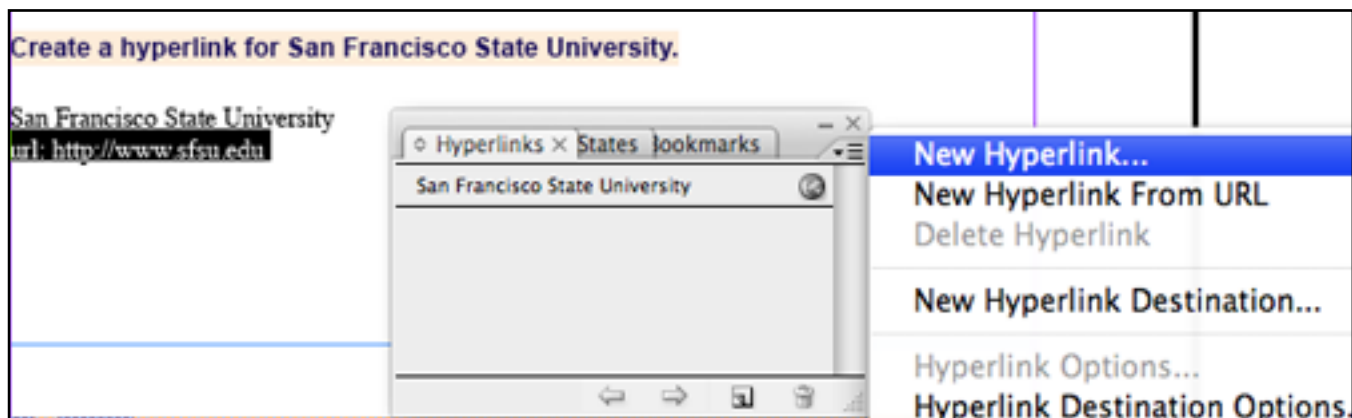 Create a hyperlink for San Francisco State University.
San Francisco State University
url: http://www.sfsu.edu
Hyperlinks States Bookmarks
San Francisco State University
New Hyperlink...
New Hyperlink From URL
Delete Hyperlink
New Hyperlink Destination...
Hyperlink Options...
Hyperlink Destination Options.